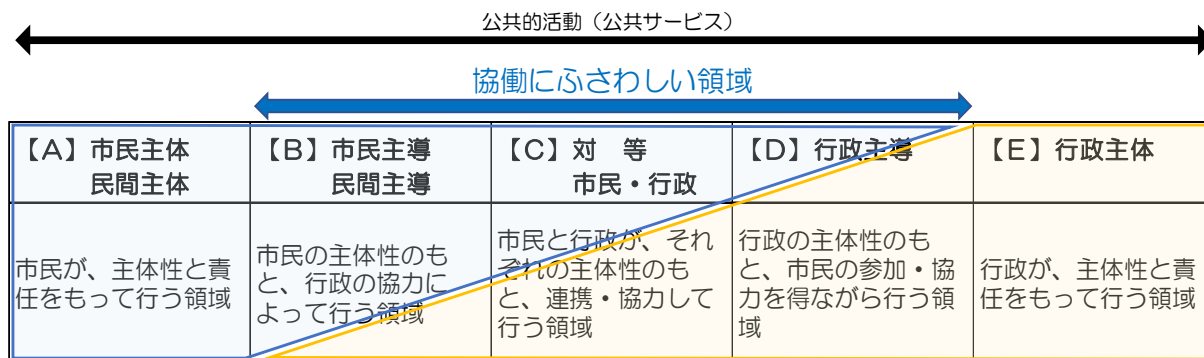 公共的活動（公共サービス）
協働にふさわしい領域
【A】市民主体
民間主体
【B】市民主導
民間主導
【C】対　等
市民・行政
【D】行政主導
【E】行政主体
市民が、主体性と責
任をもって行う領域
市民の主体性のも
と、行政の協力に
よって行う領域
市民と行政が、それ
ぞれの主体性のも
と、連携・協力して
行う領域
行政の主体性のも
と、市民の参加・協
力を得ながら行う領
域
行政が、主体性と責
任をもって行う領域